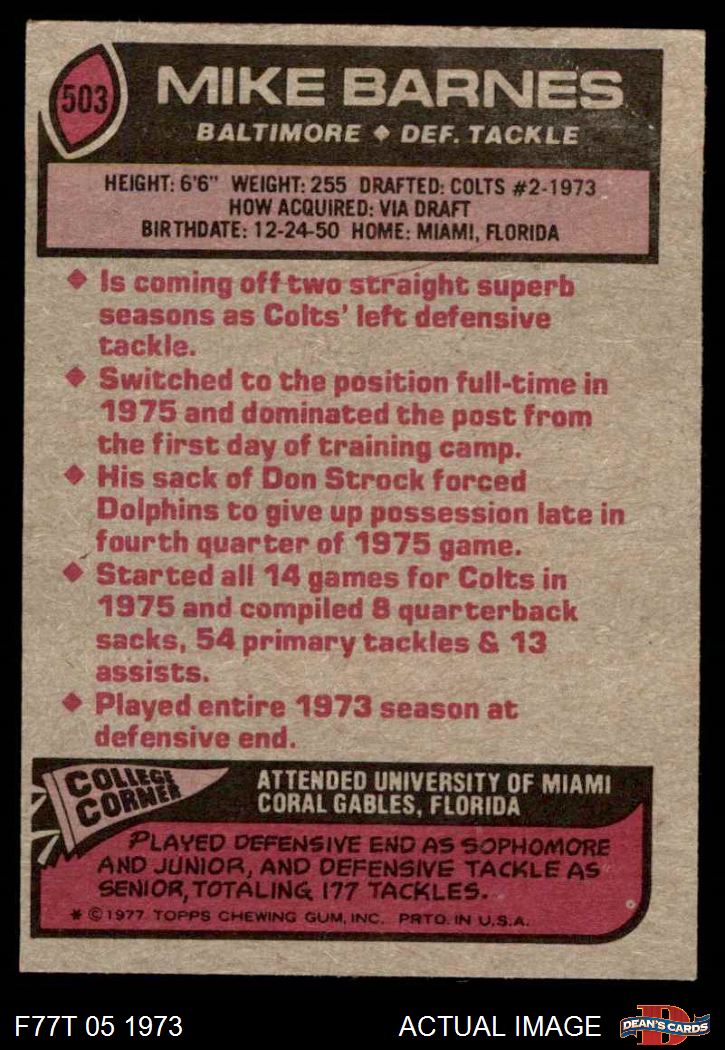 503
MIKE BARNES
BALTIMORE ♦ DEF. TACKLE
HEIGHT: 6'6" WEIGHT: 255 DRAFTED: COLTS #2-1973
HOW ACQUIRED: VIA DRAFT
BIRTHDATE: 12-24-50 HOME: MIAMI, FLORIDA
♦ Is coming off two straight superb
seasons as Colts' left defensive
tackle.
♦ Switched to the position full-time in
1975 and dominated the post from
the first day of training camp.
♦ His sack of Don Strock forced
Dolphins to give up possession late in
fourth quarter of 1975 game.
♦ Started all 14 games for Colts in
1975 and compiled 8 quarterback
sacks, 54 primary tackles & 13
assists.
♦ Played entire 1973 season at
defensive end.
COLLEGE
CORNER
ATTENDED UNIVERSITY OF MIAMI
CORAL GABLES, FLORIDA
PLAYED DEFENSIVE END AS SOPHOMORE
AND JUNIOR, AND DEFENSIVE TACKLE AS
SENIOR, TOTALING 177 TACKLES.
* © 1977 TOPPS CHEWING GUM, INC. PRTD. IN U.S.A.
F77T 05 1973
ACTUAL IMAGE
D
DEAN'S CARDS